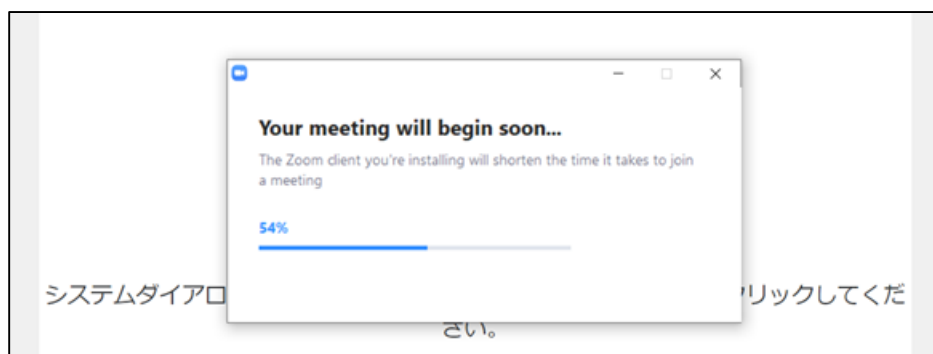 Your meeting will begin soon...
The Zoom client you're installing will shorten the time it takes to join
a meeting
54%
システムダイアロ リックしてくだ
さい。